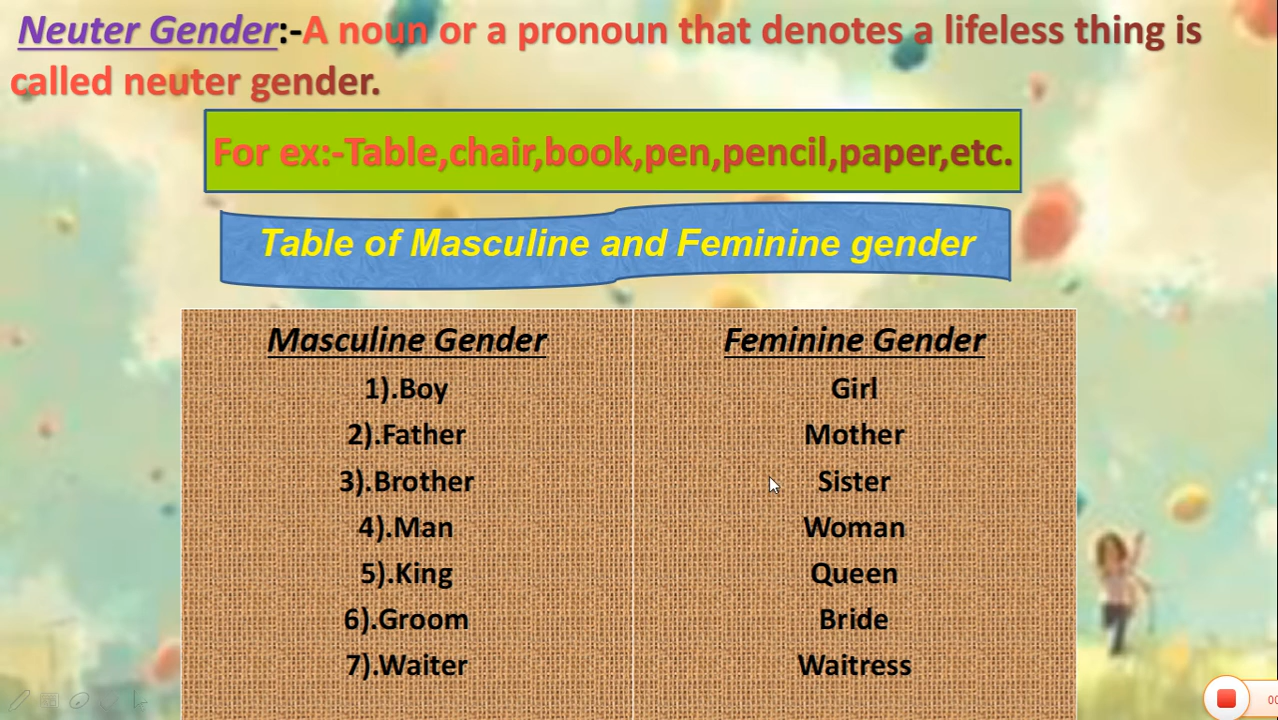 Neuter Gender:-A noun or a pronoun that denotes a lifeless thing is
called neuter gender.
For ex:-Table,chair,book,pen,pencil,paper,etc.
Table of Masculine and Feminine gender
Masculine Gender Feminine Gender
1).Boy Girl
2).Father Mother
3).Brother Sister
4).Man Woman
5).King Queen
6).Groom Bride
7).Waiter Waitress